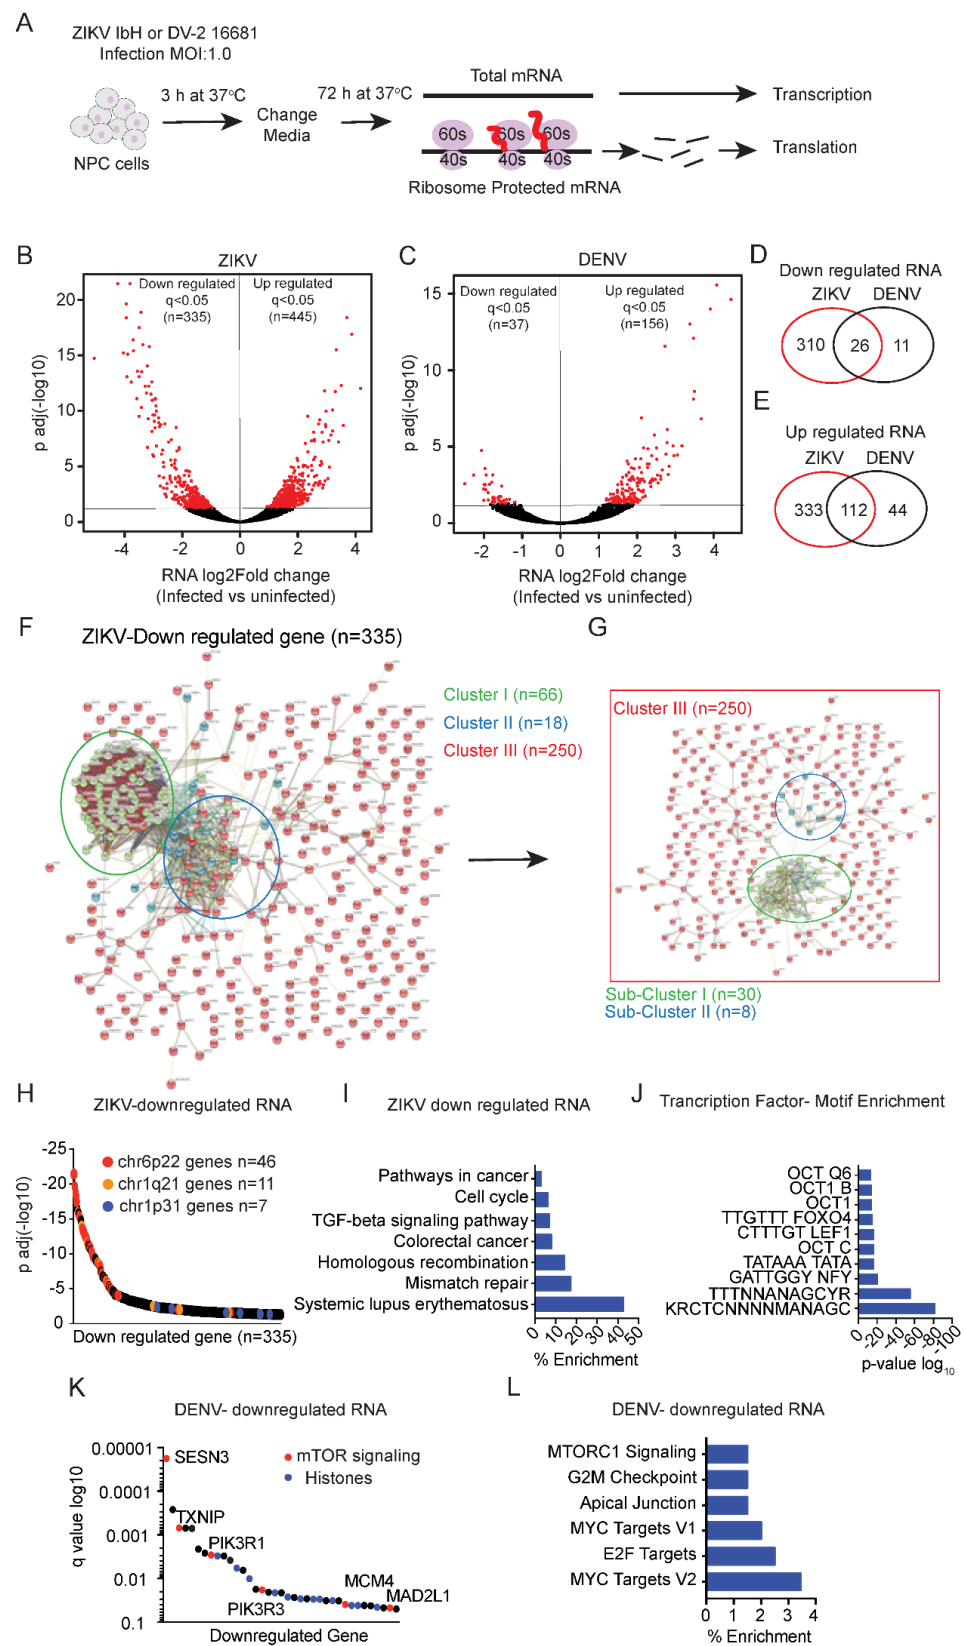 A
ZIKV IbH or DV-2 16681
Infection MOI:1.0
3 h at 37°C
Change
Media
72 h at 37°C
NPC cells
Total mRNA
Transcription
60s 60s 60s
40s 40s 40s
Ribosome Protected mRNA
Translation
B
ZIKV
Down regulated
q<0.05
(n=335)
Up regulated
q<0.05
(n=445)
p adj(-log10)
20
15
10
5
0
-4 -2 0 2 4
RNA log2Fold change
(Infected vs uninfected)
C
DENV
Down regulated
q<0.05
(n=37)
Up regulated
q<0.05
(n=156)
p adj(-log10)
15
10
5
0
-2 -1 0 1 2 3 4
RNA log2Fold change
(Infected vs uninfected)
D
Down regulated RNA
ZIKV DENV
310 26 11
E
Up regulated RNA
ZIKV DENV
333 112 44
F
ZIKV-Down regulated gene (n=335)
Cluster I (n=66)
Cluster II (n=18)
Cluster III (n=250)
G
Cluster III (n=250)
Sub-Cluster I (n=30)
Sub-Cluster II (n=8)
H
ZIKV-downregulated RNA
p adj(-log10)
-25
-20
-15
-10
-5
0
chr6p22 genes n=46
chr1q21 genes n=11
chr1p31 genes n=7
Down regulated gene (n=335)
I
ZIKV down regulated RNA
Pathways in cancer
Cell cycle
TGF-beta signaling pathway
Colorectal cancer
Homologous recombination
Mismatch repair
Systemic lupus erythematosus
0 10 20 30 40 50
% Enrichment
J
Trancription Factor- Motif Enrichment
OCT Q6
OCT1 B
OCT1
TTGTTT FOXO4
CTTTGT LEF1
OCT C
TATAAA TATA
GATTGGY NFY
TTTNNANAGCYR
KRCTCNNNNMANAGC
0 -20 -40 -60 -80 -100
p-value log10
K
DENV- downregulated RNA
q value log10
0.00001
0.0001
0.001
0.01
0.1
SESN3
mTOR signaling
Histones
TXNIP
PIK3R1
PIK3R3
MCM4
MAD2L1
Downregulated Gene
L
DENV- downregulated RNA
MTORC1 Signaling
G2M Checkpoint
Apical Junction
MYC Targets V1
E2F Targets
MYC Targets V2
0 1 2 3 4
% Enrichment